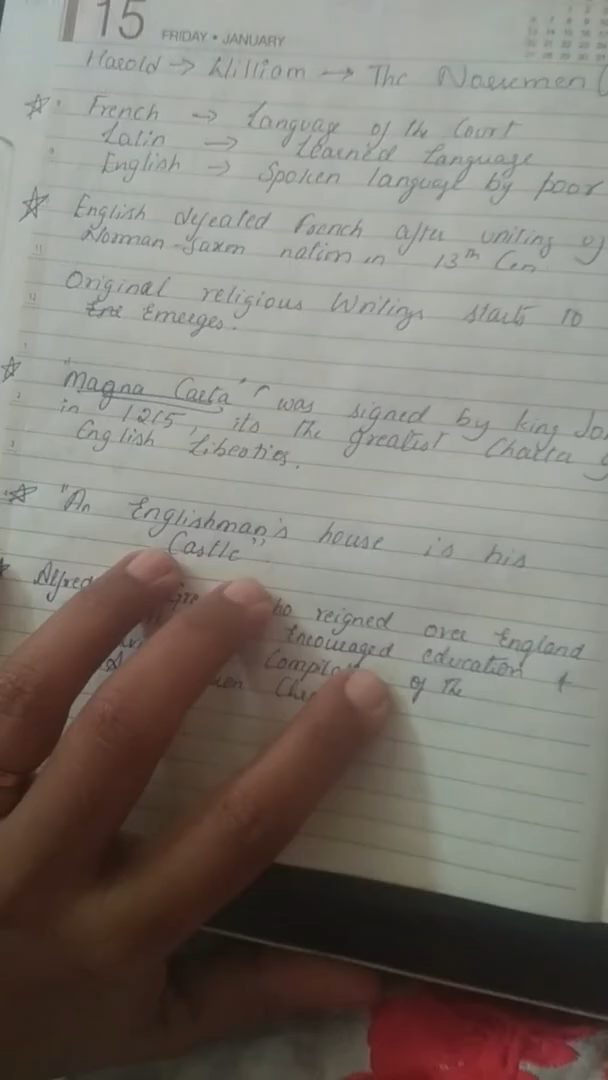 15 FRIDAY • JANUARY
Harold → William → The Normen (
☆ French → Language of the Court
Latin → Learned language
English → Spoken language by poor
☆ English defeated French after uniting of
Norman-Saxon nation in 13th Cen
Original religious Writings starts to
Emerges.
☆ "Magna Carta" was signed by king Jo
in 1215, its the greatest Charta
English liberties.
☆ "An Englishman's house is his
Castle".
Alfred who reigned over England
Encouraged education &
of the